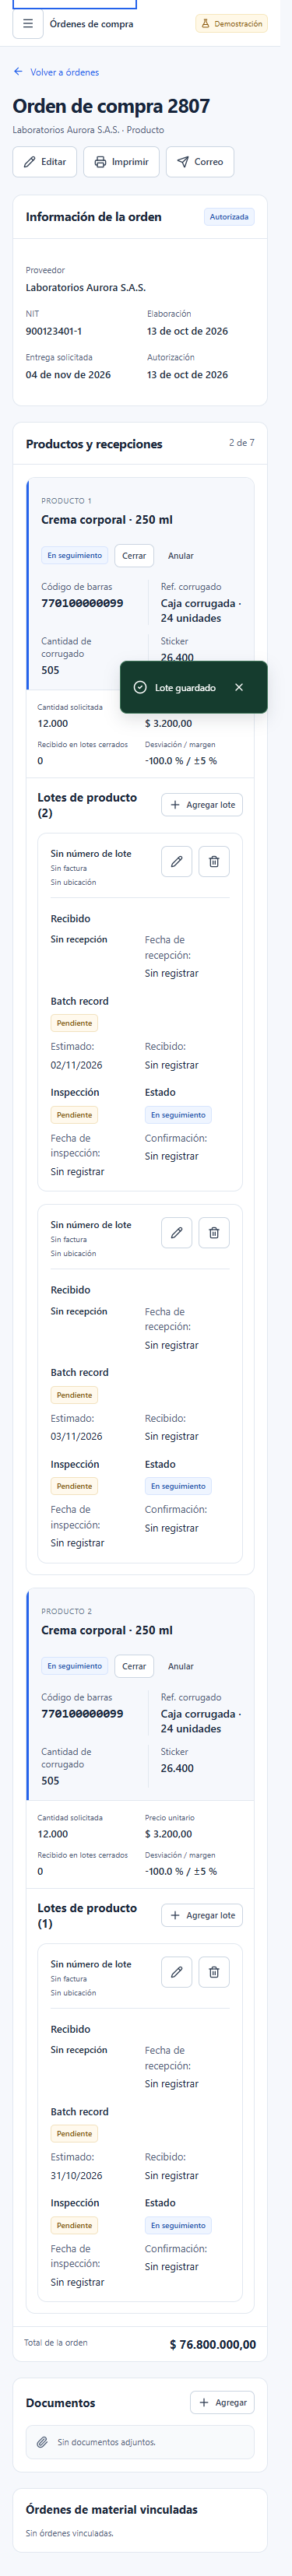 Órdenes de compra
Demostración
Volver a órdenes
Orden de compra 2807
Laboratorios Aurora S.A.S. · Producto
Editar
Imprimir
Correo
Información de la orden
Autorizada
Proveedor
Laboratorios Aurora S.A.S.
NIT
Elaboración
900123401-1
13 de oct de 2026
Entrega solicitada
Autorización
04 de nov de 2026
13 de oct de 2026
Productos y recepciones
2 de 7
PRODUCTO 1
Crema corporal · 250 ml
En seguimiento
Cerrar
Anular
Código de barras
Ref. corrugado
770100000099
Caja corrugada ·
24 unidades
Cantidad de
corrugado
Sticker
505
26.400
Lote guardado
Cantidad solicitada
12.000
$ 3.200,00
Recibido en lotes cerrados
Desviación / margen
0
-100.0 % / ±5 %
Lotes de producto
(2)
Agregar lote
Sin número de lote
Sin factura
Sin ubicación
Recibido
Sin recepción
Fecha de
recepción:
Sin registrar
Batch record
Pendiente
Estimado:
Recibido:
02/11/2026
Sin registrar
Inspección
Estado
Pendiente
En seguimiento
Fecha de
inspección:
Confirmación:
Sin registrar
Sin registrar
Sin número de lote
Sin factura
Sin ubicación
Recibido
Sin recepción
Fecha de
recepción:
Sin registrar
Batch record
Pendiente
Estimado:
Recibido:
03/11/2026
Sin registrar
Inspección
Estado
Pendiente
En seguimiento
Fecha de
inspección:
Confirmación:
Sin registrar
Sin registrar
PRODUCTO 2
Crema corporal · 250 ml
En seguimiento
Cerrar
Anular
Código de barras
Ref. corrugado
770100000099
Caja corrugada ·
24 unidades
Cantidad de
corrugado
Sticker
505
26.400
Cantidad solicitada
Precio unitario
12.000
$ 3.200,00
Recibido en lotes cerrados
Desviación / margen
0
-100.0 % / ±5 %
Lotes de producto
(1)
Agregar lote
Sin número de lote
Sin factura
Sin ubicación
Recibido
Sin recepción
Fecha de
recepción:
Sin registrar
Batch record
Pendiente
Estimado:
Recibido:
31/10/2026
Sin registrar
Inspección
Estado
Pendiente
En seguimiento
Fecha de
inspección:
Confirmación:
Sin registrar
Sin registrar
Total de la orden
$ 76.800.000,00
Documentos
Agregar
Sin documentos adjuntos.
Órdenes de material vinculadas
Sin órdenes vinculadas.